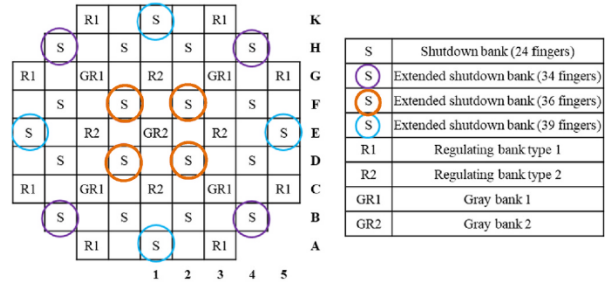 R1 S R1 K
S S S S H
R1 GR1 R2 GR1 R1 G
S S S S F
S R2 GR2 R2 S E
S S S S D
R1 GR1 R2 GR1 R1 C
S S S S B
R1 S R1 A
1 2 3 4 5
S Shutdown bank (24 fingers)
S Extended shutdown bank (34 fingers)
S Extended shutdown bank (36 fingers)
S Extended shutdown bank (39 fingers)
R1 Regulating bank type 1
R2 Regulating bank type 2
GR1 Gray bank 1
GR2 Gray bank 2